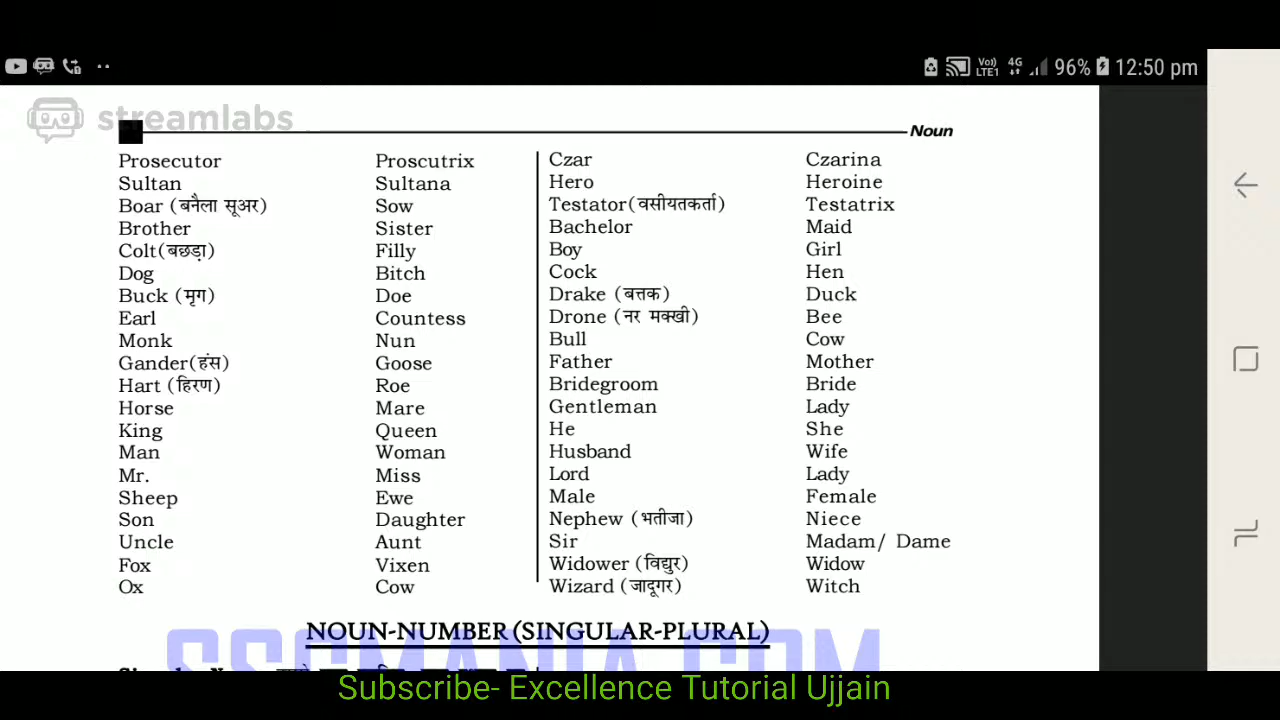 96% 12:50 pm
streamlabs
Noun
Prosecutor Proscutrix
Sultan Sultana
Boar (बनैला सूअर) Sow
Brother Sister
Colt(बछड़ा) Filly
Dog Bitch
Buck (मृग) Doe
Earl Countess
Monk Nun
Gander(हंस) Goose
Hart (हिरण) Roe
Horse Mare
King Queen
Man Woman
Mr. Miss
Sheep Ewe
Son Daughter
Uncle Aunt
Fox Vixen
Ox Cow
Czar Czarina
Hero Heroine
Testator(वसीयतकर्ता) Testatrix
Bachelor Maid
Boy Girl
Cock Hen
Drake (बत्तक) Duck
Drone (नर मक्खी) Bee
Bull Cow
Father Mother
Bridegroom Bride
Gentleman Lady
He She
Husband Wife
Lord Lady
Male Female
Nephew (भतीजा) Niece
Sir Madam/ Dame
Widower (विद्युर) Widow
Wizard (जादूगर) Witch
NOUN-NUMBER (SINGULAR-PLURAL)
SSCMANIA.COM
Subscribe- Excellence Tutorial Ujjain